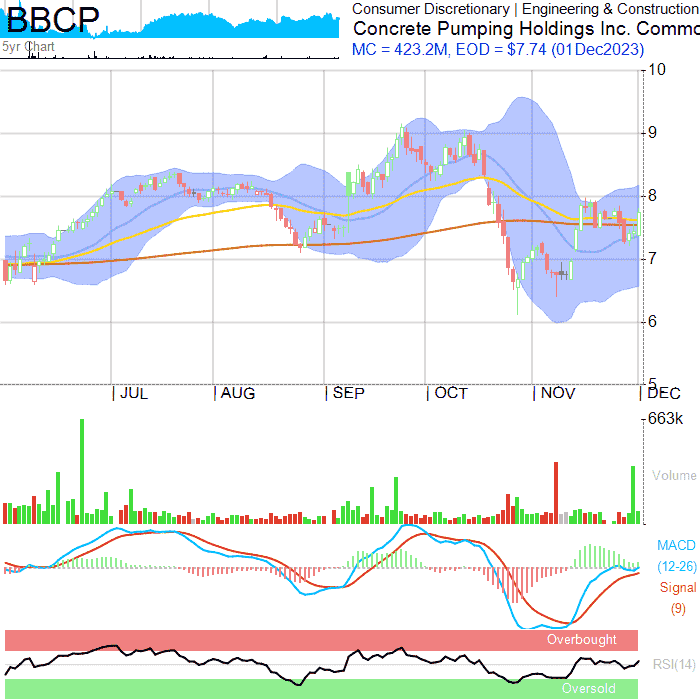 BBCP
5yr Chart
Consumer Discretionary | Engineering & Construction
Concrete Pumping Holdings Inc. Commo
MC = 423.2M, EOD = $7.74 (01Dec2023)
10
9
8
7
6
5
| JUL | AUG | SEP | OCT | NOV | DEC
663k
Volume
MACD
(12-26)
Signal
(9)
Overbought
RSI(14)
Oversold